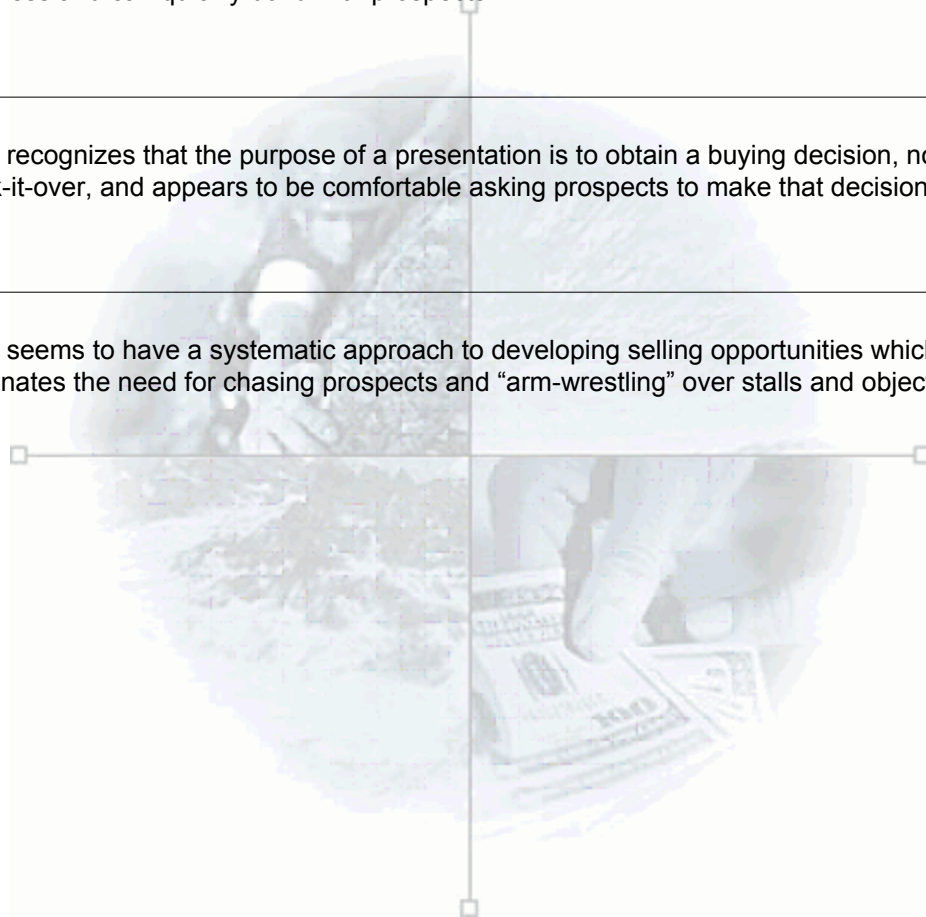 recognizes that the purpose of a presentation is to obtain a buying decision,
-it-over, and appears to be comfortable asking prospects to make that decision
seems to have a systematic approach to developing selling opportunities which
nates the need for chasing prospects and “arm-wrestling” over stalls and objec
100